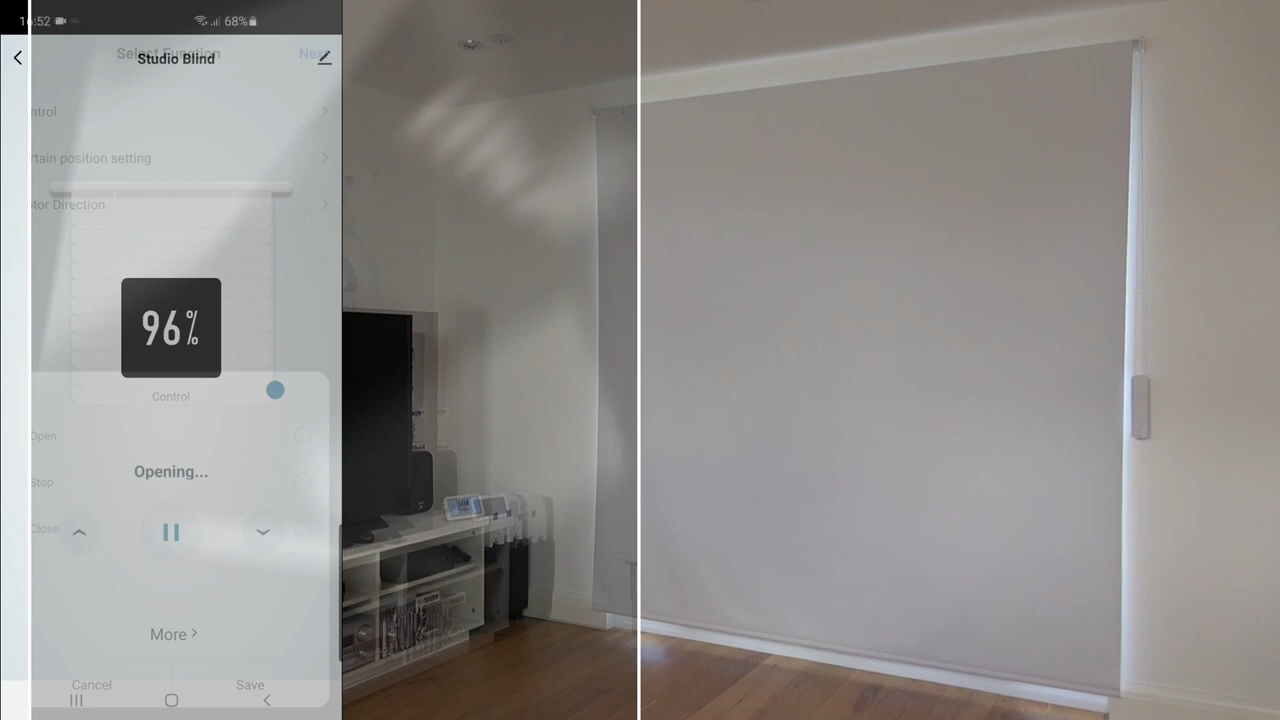 16:52
68%
Select Function
Next
Studio Blind
ntrol
rtain position setting
tor Direction
96%
Control
Open
Opening...
Stop
Close
More
Cancel
Save